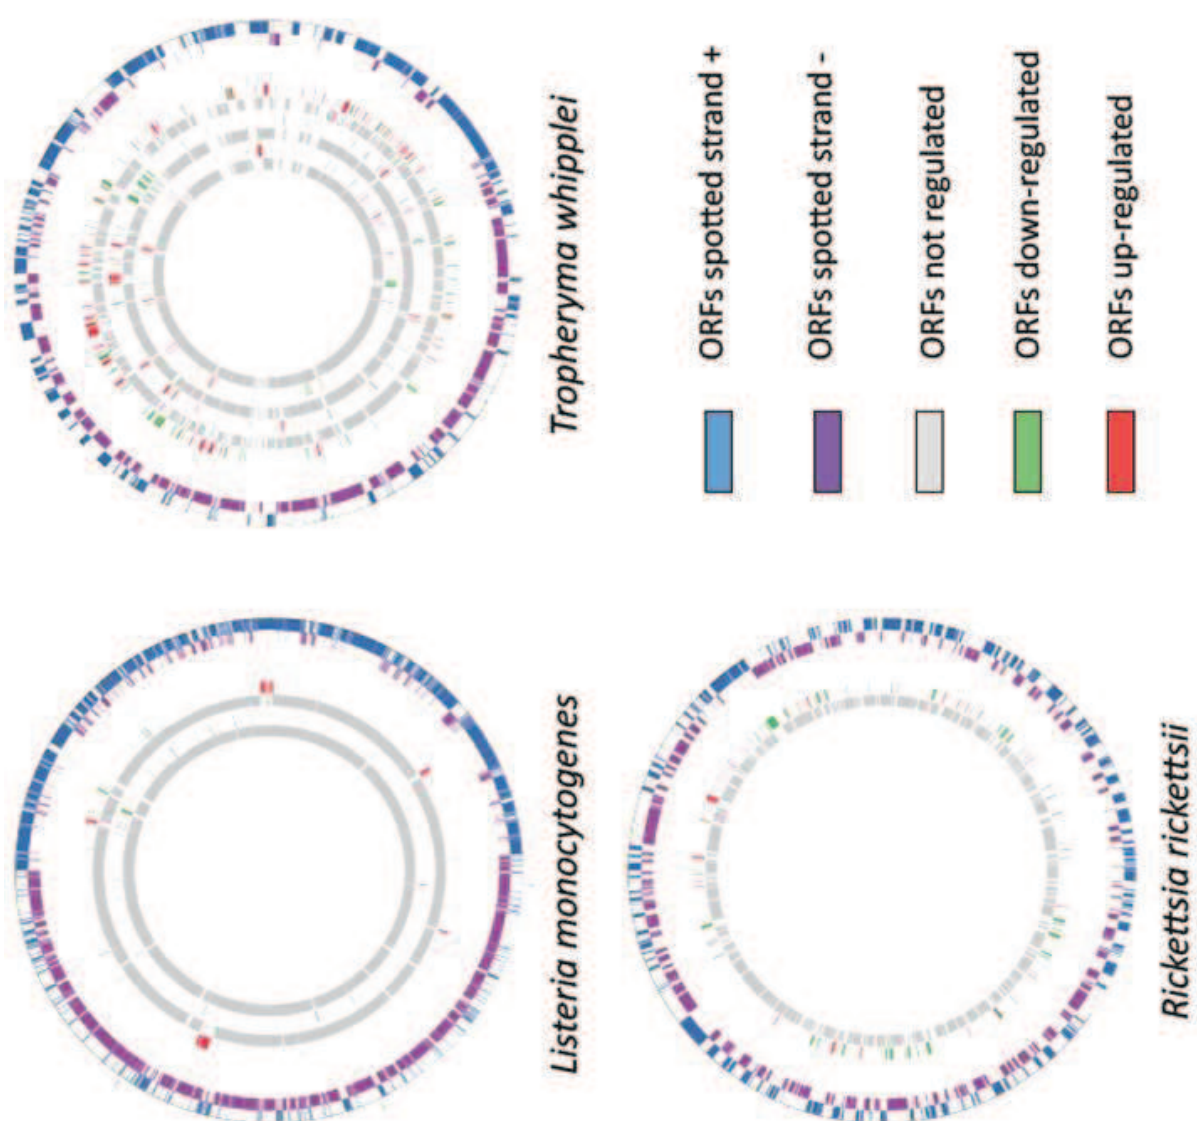 Tropheryma whipplei
ORFs spotted strand +
ORFs spotted strand -
ORFs not regulated
ORFs down-regulated
ORFs up-regulated
Listeria monocytogenes
Rickettsia rickettsii